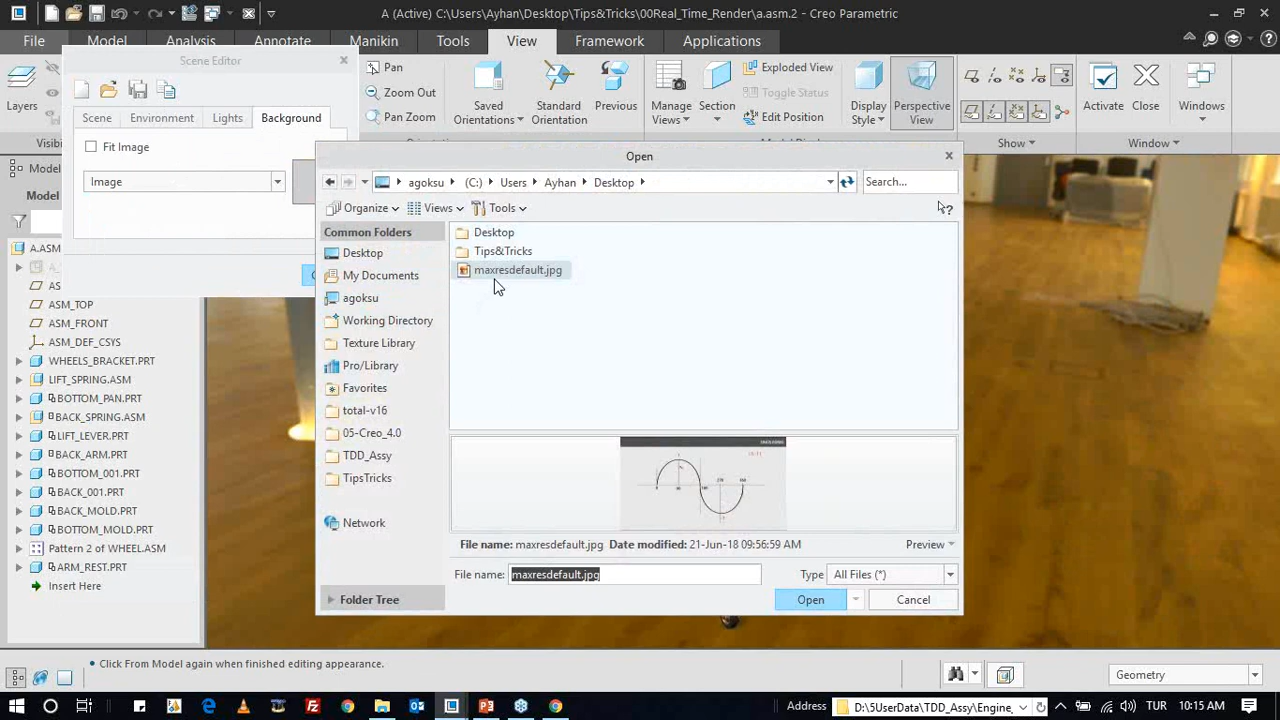 A (Active) C:\Users\Ayhan\Desktop\Tips&Tricks\00Real_Time_Render\a.asm.2 - Creo Parametric
File Model Analysis Annotate Manikin Tools View Framework Applications
Scene Editor
Scene Environment Lights Background
Fit Image
Image
Layers
Pan
Zoom Out
Pan Zoom
Saved Orientations
Standard Orientation
Previous
Manage Views
Section
Exploded View
Toggle Status
Edit Position
Display Style
Perspective View
Activate
Close
Windows
Show
Window
Open
agoksu (C:) Users Ayhan Desktop
Search...
Organize Views Tools
Common Folders
Desktop
My Documents
agoksu
Working Directory
Texture Library
Pro/Library
Favorites
total-v16
05-Creo_4.0
TDD_Assy
TipsTricks
Network
Folder Tree
Desktop
Tips&Tricks
maxresdefault.jpg
File name: maxresdefault.jpg Date modified: 21-Jun-18 09:56:59 AM Preview
File name: maxresdefault.jpg Type All Files (*)
Open Cancel
A.ASM
ASM_TOP
ASM_FRONT
ASM_DEF_CSYS
WHEELS_BRACKET.PRT
LIFT_SPRING.ASM
BOTTOM_PAN.PRT
BACK_SPRING.ASM
LIFT_LEVER.PRT
BACK_ARM.PRT
BOTTOM_001.PRT
BACK_001.PRT
BACK_MOLD.PRT
BOTTOM_MOLD.PRT
Pattern 2 of WHEEL.ASM
ARM_REST.PRT
Insert Here
Click From Model again when finished editing appearance.
Geometry
Address D:\5UserData\TDD_Assy\Engine_
TUR 10:15 AM